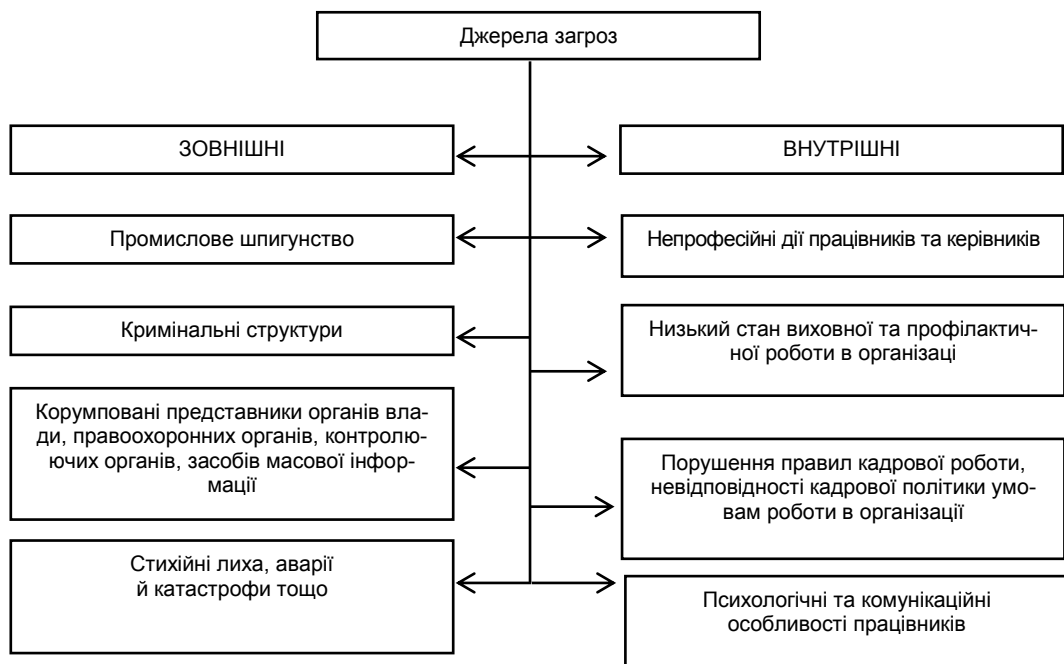 Джерела загроз
ЗОВНІШНІ
ВНУТРІШНІ
Промислове шпигунство
Непрофесійні дії працівників та керівників
Кримінальні структури
Низький стан виховної та профілактич-
ної роботи в організаці
Корумповані представники органів вла-
ди, правоохоронних органів, контролю-
ючих органів, засобів масової інфор-
мації
Порушення правил кадрової роботи,
невідповідності кадрової політики умо-
вам роботи в організації
Стихійні лиха, аварії
й катастрофи тощо
Психологічні та комунікаційні
особливості працівників